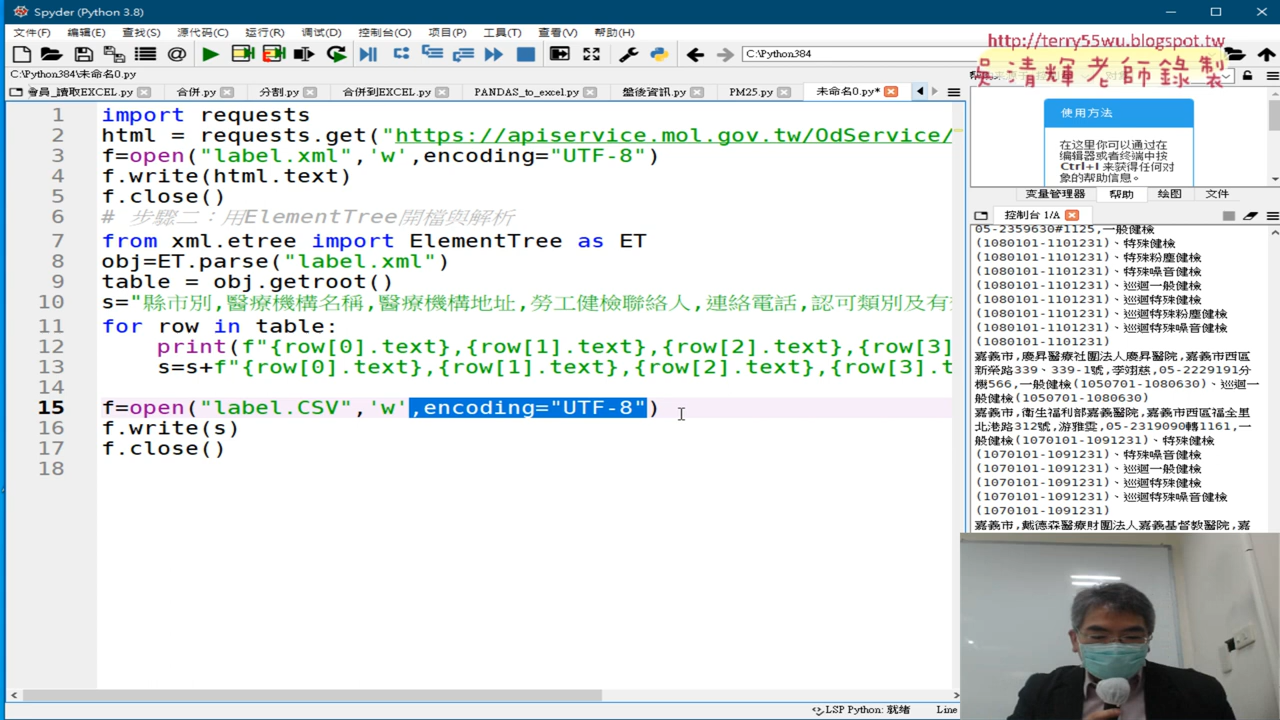 Spyder (Python 3.8)
文件(F) 编辑(E) 查找(S) 源代码(C) 运行(R) 调试(D) 控制台(O) 项目(P) 工具(T) 查看(V) 帮助(H)
C:\Python384
http://terry55wu.blogspot.tw
吳清輝老師錄製
C:\Python384\未命名0.py
會員_讀取EXCEL.py 合併.py 分割.py 合併到EXCEL.py PANDAS_to_excel.py 盤後資訊.py PM25.py 未命名0.py*
1 import requests
2 html = requests.get("https://apiservice.mol.gov.tw/OdService/
3 f=open("label.xml",'w',encoding="UTF-8")
4 f.write(html.text)
5 f.close()
6 # 步驟二：用ElementTree開檔與解析
7 from xml.etree import ElementTree as ET
8 obj=ET.parse("label.xml")
9 table = obj.getroot()
10 s="縣市別,醫療機構名稱,醫療機構地址,勞工健檢聯絡人,連絡電話,認可類別及有
11 for row in table:
12 print(f"{row[0].text},{row[1].text},{row[2].text},{row[3]
13 s=s+f"{row[0].text},{row[1].text},{row[2].text},{row[3].t
14
15 f=open("label.CSV",'w',encoding="UTF-8")
16 f.write(s)
17 f.close()
18
使用方法
在这里你可以通过在
编辑器或者终端中按
Ctrl+I 来获得任何对
象的帮助信息。
变量管理器 帮助 绘图 文件
控制台 1/A
05-2359630#1125,一般健檢
(1080101-1101231)、特殊健檢
(1080101-1101231)、特殊粉塵健檢
(1080101-1101231)、特殊噪音健檢
(1080101-1101231)、巡迴一般健檢
(1080101-1101231)、巡迴特殊健檢
(1080101-1101231)、巡迴特殊粉塵健檢
(1080101-1101231)、巡迴特殊噪音健檢
(1080101-1101231)
嘉義市,慶昇醫療社團法人慶昇醫院,嘉義市西區
新榮路339、339-1號,李翊慈,05-2229191分
機566,一般健檢(1050701-1080630)、巡迴一
般健檢(1050701-1080630)
嘉義市,衛生福利部嘉義醫院,嘉義市西區福全里
北港路312號,游雅雯,05-2319090轉1161,一
般健檢(1070101-1091231)、特殊健檢
(1070101-1091231)、特殊噪音健檢
(1070101-1091231)、巡迴一般健檢
(1070101-1091231)、巡迴特殊健檢
(1070101-1091231)、巡迴特殊噪音健檢
(1070101-1091231)
嘉義市,戴德森醫療財團法人嘉義基督教醫院,嘉
LSP Python: 就绪 Line